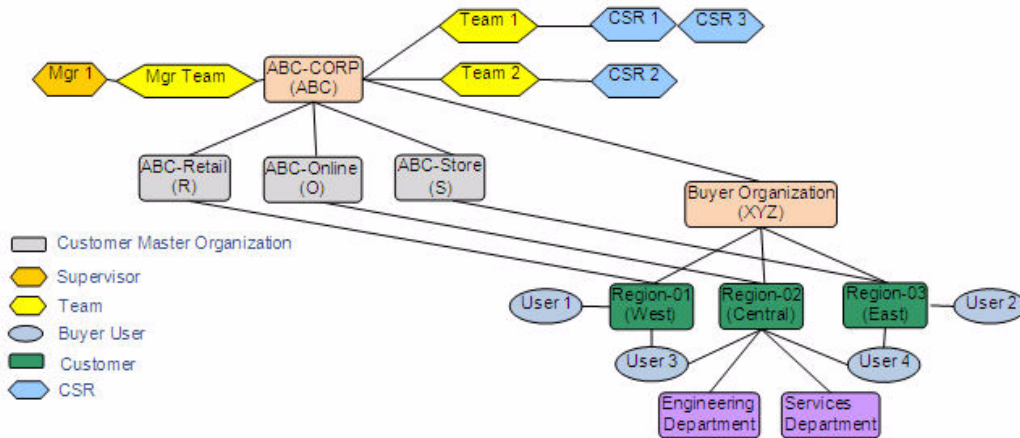 Team 1
CSR 1
CSR 3
Mgr 1
Mgr Team
ABC-CORP
(ABC)
Team 2
CSR 2
ABC-Retail
(R)
ABC-Online
(O)
ABC-Store
(S)
Buyer Organization
(XYZ)
Customer Master Organization
Supervisor
Team
Buyer User
Customer
CSR
User 1
Region-01
(West)
Region-02
(Central)
Region-03
(East)
User 2
User 3
User 4
Engineering
Department
Services
Department